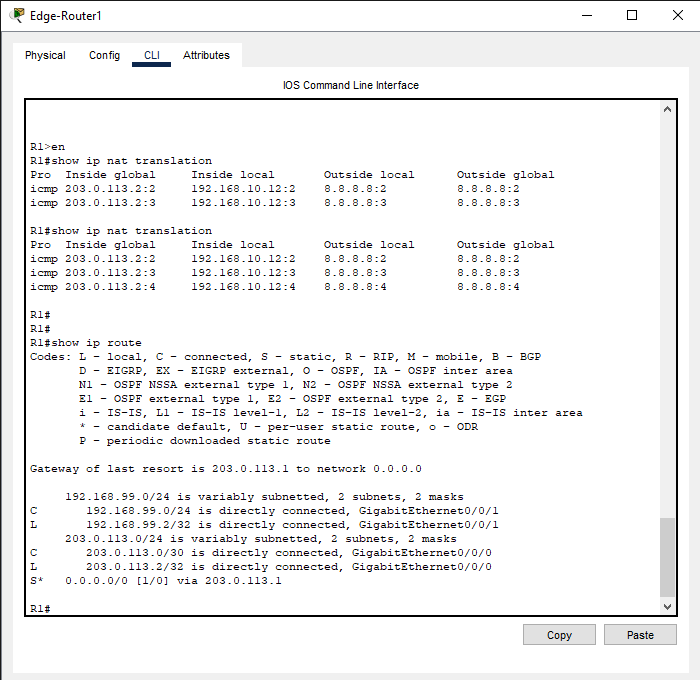 Edge-Router1
Physical Config CLI Attributes
IOS Command Line Interface
R1>en
R1#show ip nat translation
Pro  Inside global     Inside local       Outside local      Outside global
icmp 203.0.113.2:2     192.168.10.12:2    8.8.8.8:2          8.8.8.8:2
icmp 203.0.113.2:3     192.168.10.12:3    8.8.8.8:3          8.8.8.8:3
R1#show ip nat translation
Pro  Inside global     Inside local       Outside local      Outside global
icmp 203.0.113.2:2     192.168.10.12:2    8.8.8.8:2          8.8.8.8:2
icmp 203.0.113.2:3     192.168.10.12:3    8.8.8.8:3          8.8.8.8:3
icmp 203.0.113.2:4     192.168.10.12:4    8.8.8.8:4          8.8.8.8:4
R1#
R1#
R1#show ip route
Codes: L - local, C - connected, S - static, R - RIP, M - mobile, B - BGP
       D - EIGRP, EX - EIGRP external, O - OSPF, IA - OSPF inter area
       N1 - OSPF NSSA external type 1, N2 - OSPF NSSA external type 2
       E1 - OSPF external type 1, E2 - OSPF external type 2, E - EGP
       i - IS-IS, L1 - IS-IS level-1, L2 - IS-IS level-2, ia - IS-IS inter area
       * - candidate default, U - per-user static route, o - ODR
       P - periodic downloaded static route
Gateway of last resort is 203.0.113.1 to network 0.0.0.0
     192.168.99.0/24 is variably subnetted, 2 subnets, 2 masks
C       192.168.99.0/24 is directly connected, GigabitEthernet0/0/1
L       192.168.99.2/32 is directly connected, GigabitEthernet0/0/1
     203.0.113.0/24 is variably subnetted, 2 subnets, 2 masks
C       203.0.113.0/30 is directly connected, GigabitEthernet0/0/0
L       203.0.113.2/32 is directly connected, GigabitEthernet0/0/0
S*   0.0.0.0/0 [1/0] via 203.0.113.1
R1#
Copy Paste